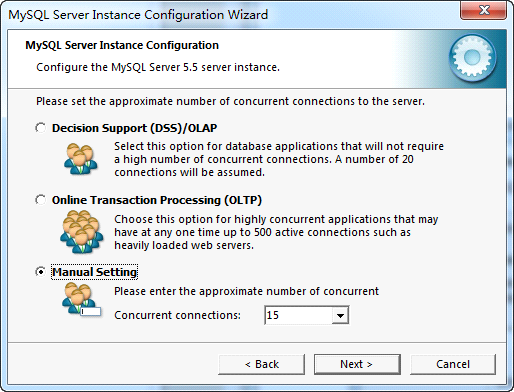 MySQL Server Instance Configuration Wizard
MySQL Server Instance Configuration
Configure the MySQL Server 5.5 server instance.
Please set the approximate number of concurrent connections to the server.
Decision Support (DSS)/OLAP
Select this option for database applications that will not require
a high number of concurrent connections. A number of 20
connections will be assumed.
Online Transaction Processing (OLTP)
Choose this option for highly concurrent applications that may
have at any one time up to 500 active connections such as
heavily loaded web servers.
Manual Setting
Please enter the approximate number of concurrent
Concurrent connections: 15
< Back Next > Cancel